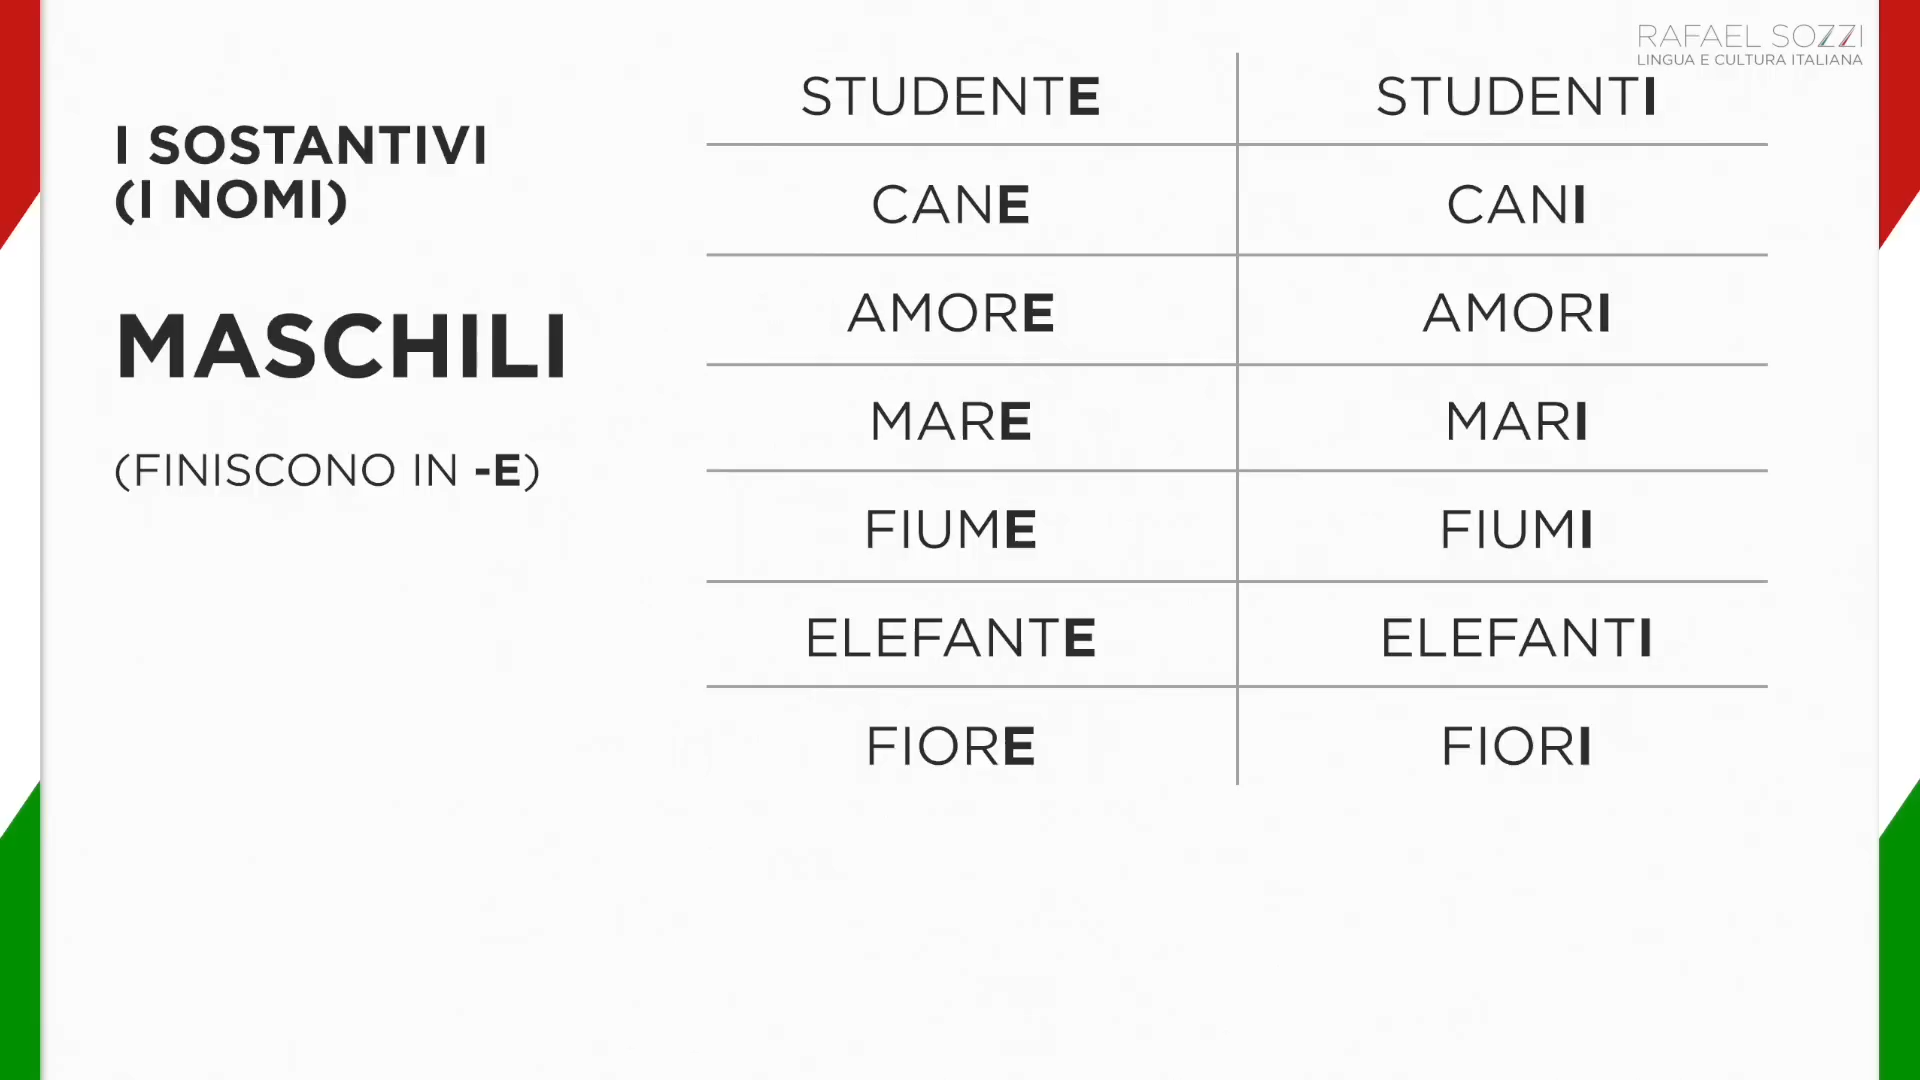 RAFAEL SOZZI
LINGUA E CULTURA ITALIANA
I SOSTANTIVI
(I NOMI)
MASCHILI
(FINISCONO IN -E)
STUDENTE STUDENTI
CANE CANI
AMORE AMORI
MARE MARI
FIUME FIUMI
ELEFANTE ELEFANTI
FIORE FIORI